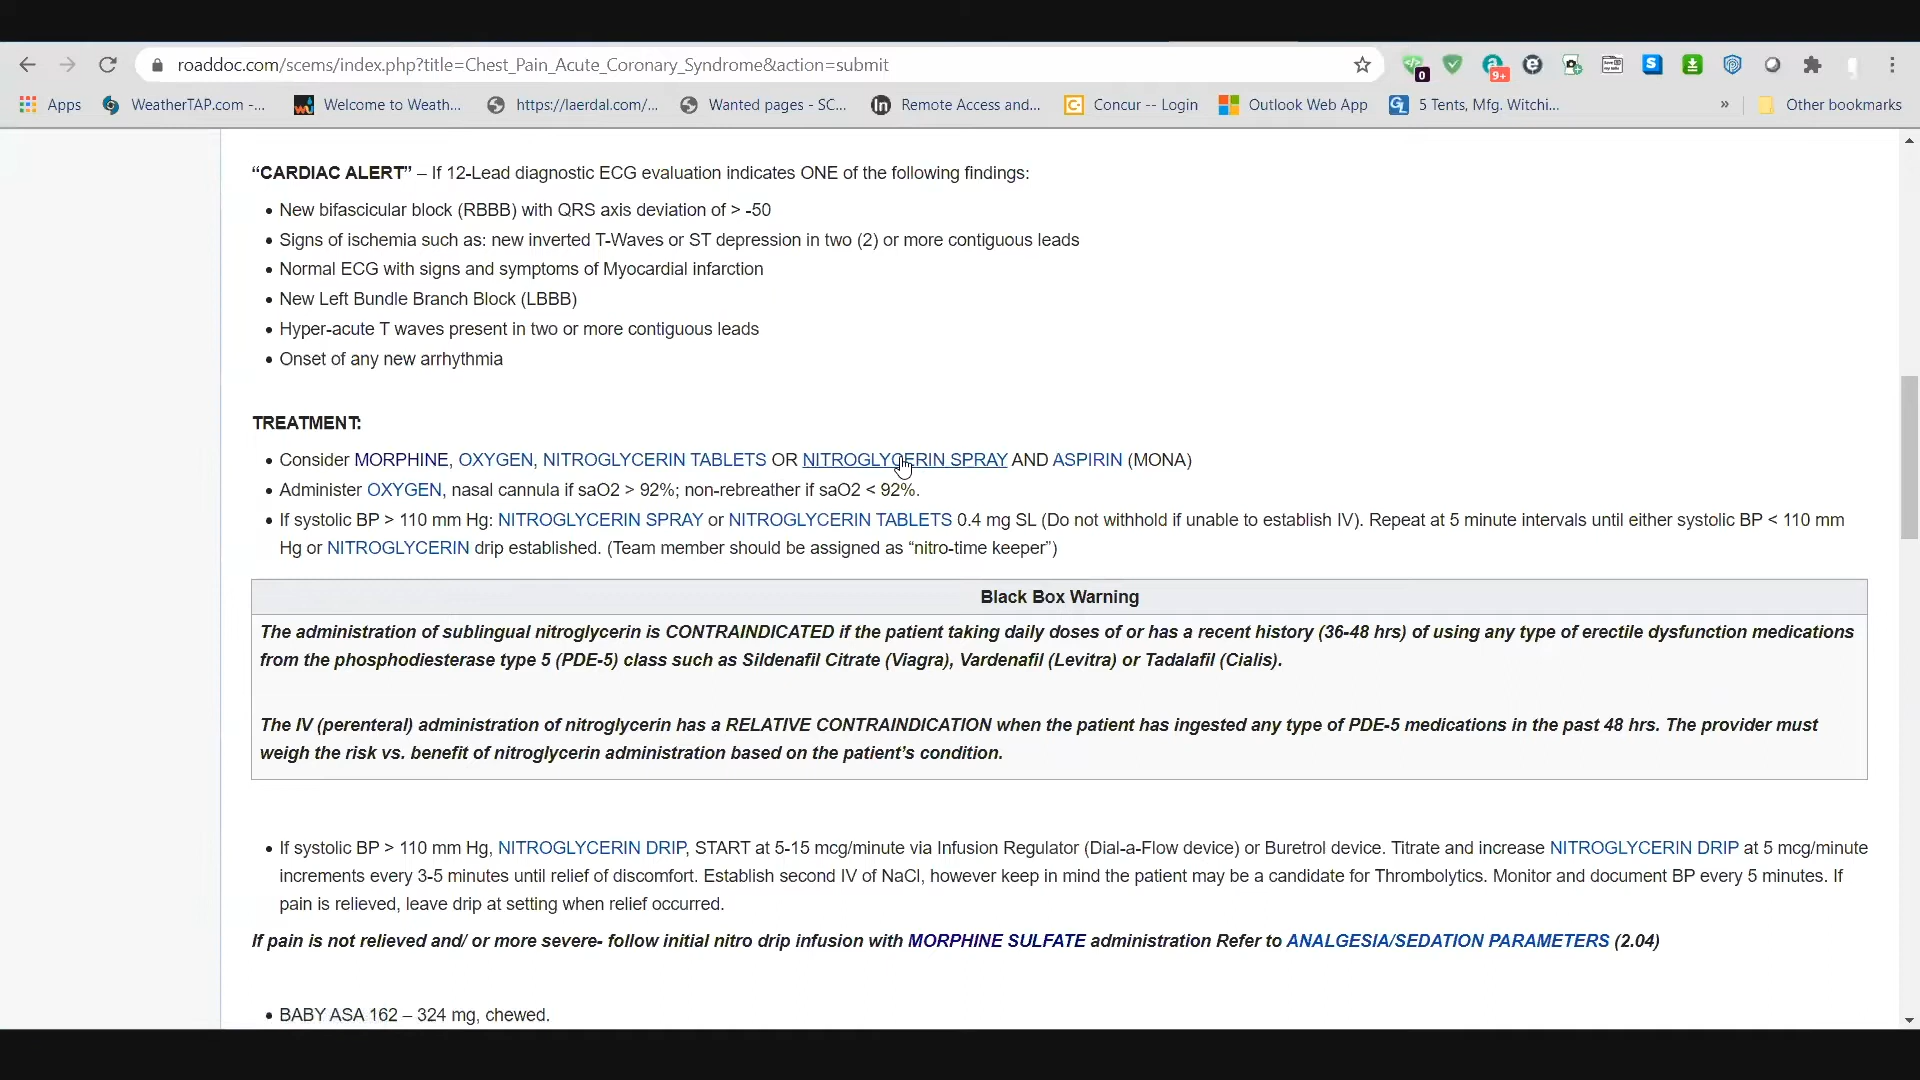 roaddoc.com/scems/index.php?title=Chest_Pain_Acute_Coronary_Syndrome&action=submit
0
9+
Apps
WeatherTAP.com -...
Welcome to Weath...
https://laerdal.com/...
Wanted pages - SC...
Remote Access and...
Concur -- Login
Outlook Web App
5 Tents, Mfg. Witchi...
»
Other bookmarks
“CARDIAC ALERT” – If 12-Lead diagnostic ECG evaluation indicates ONE of the following findings:
• New bifascicular block (RBBB) with QRS axis deviation of > -50
• Signs of ischemia such as: new inverted T-Waves or ST depression in two (2) or more contiguous leads
• Normal ECG with signs and symptoms of Myocardial infarction
• New Left Bundle Branch Block (LBBB)
• Hyper-acute T waves present in two or more contiguous leads
• Onset of any new arrhythmia
TREATMENT:
• Consider MORPHINE, OXYGEN, NITROGLYCERIN TABLETS OR NITROGLYCERIN SPRAY AND ASPIRIN (MONA)
• Administer OXYGEN, nasal cannula if saO2 > 92%; non-rebreather if saO2 < 92%.
• If systolic BP > 110 mm Hg: NITROGLYCERIN SPRAY or NITROGLYCERIN TABLETS 0.4 mg SL (Do not withhold if unable to establish IV). Repeat at 5 minute intervals until either systolic BP < 110 mm
Hg or NITROGLYCERIN drip established. (Team member should be assigned as “nitro-time keeper”)
Black Box Warning
The administration of sublingual nitroglycerin is CONTRAINDICATED if the patient taking daily doses of or has a recent history (36-48 hrs) of using any type of erectile dysfunction medications
from the phosphodiesterase type 5 (PDE-5) class such as Sildenafil Citrate (Viagra), Vardenafil (Levitra) or Tadalafil (Cialis).
The IV (perenteral) administration of nitroglycerin has a RELATIVE CONTRAINDICATION when the patient has ingested any type of PDE-5 medications in the past 48 hrs. The provider must
weigh the risk vs. benefit of nitroglycerin administration based on the patient’s condition.
• If systolic BP > 110 mm Hg, NITROGLYCERIN DRIP, START at 5-15 mcg/minute via Infusion Regulator (Dial-a-Flow device) or Buretrol device. Titrate and increase NITROGLYCERIN DRIP at 5 mcg/minute
increments every 3-5 minutes until relief of discomfort. Establish second IV of NaCl, however keep in mind the patient may be a candidate for Thrombolytics. Monitor and document BP every 5 minutes. If
pain is relieved, leave drip at setting when relief occurred.
If pain is not relieved and/ or more severe- follow initial nitro drip infusion with MORPHINE SULFATE administration Refer to ANALGESIA/SEDATION PARAMETERS (2.04)
• BABY ASA 162 – 324 mg, chewed.